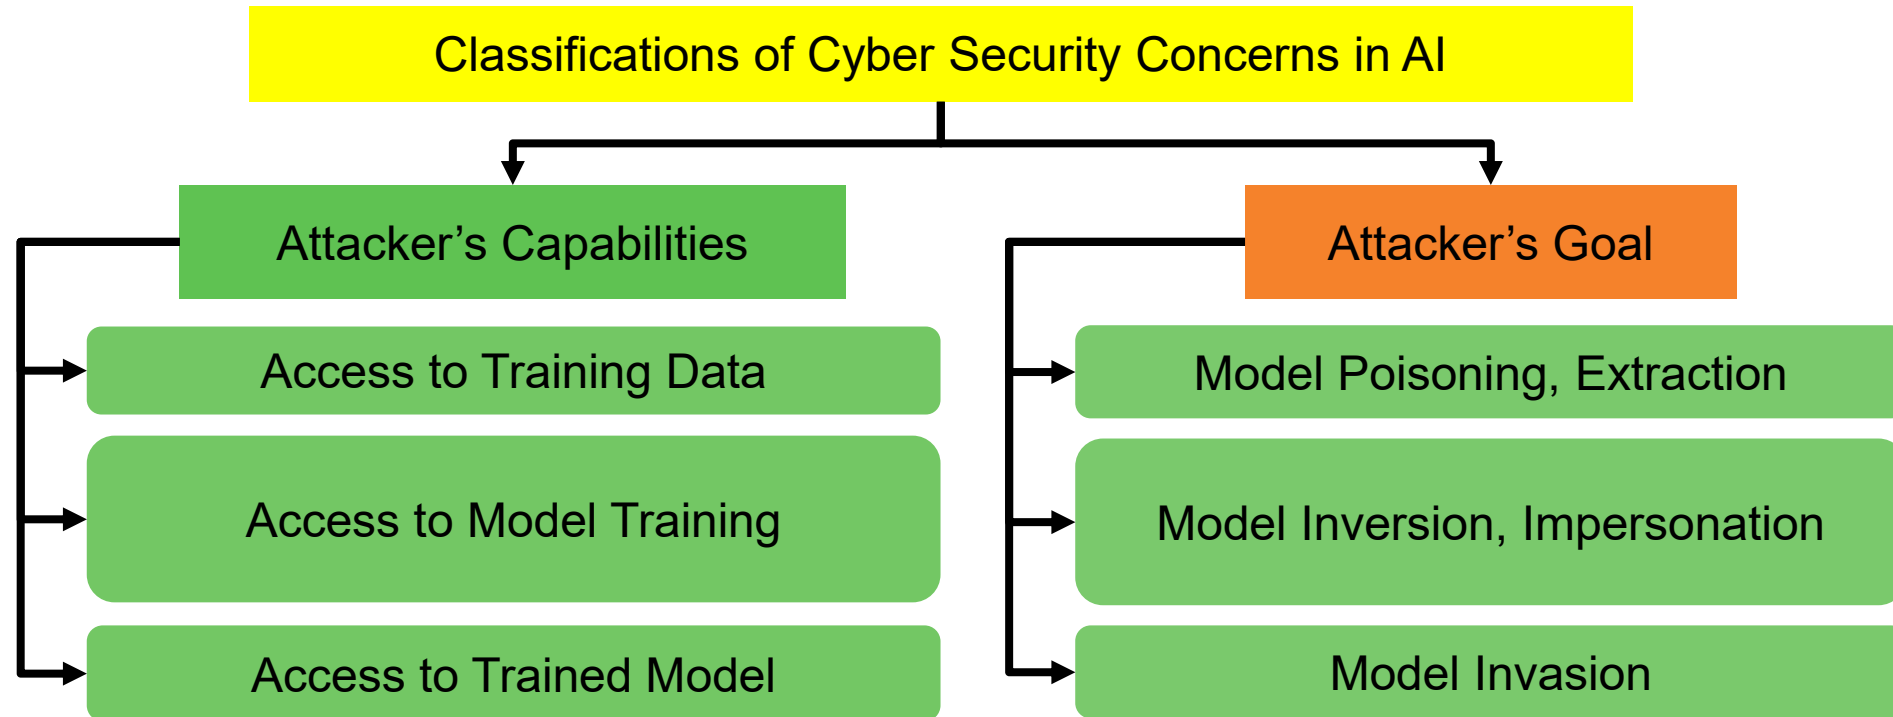 Classifications of Cyber Security Concerns in AI
Attacker’s Capabilities
Access to Training Data
Access to Model Training
Access to Trained Model
Attacker’s Goal
Model Poisoning, Extraction
Model Inversion, Impersonation
Model Invasion